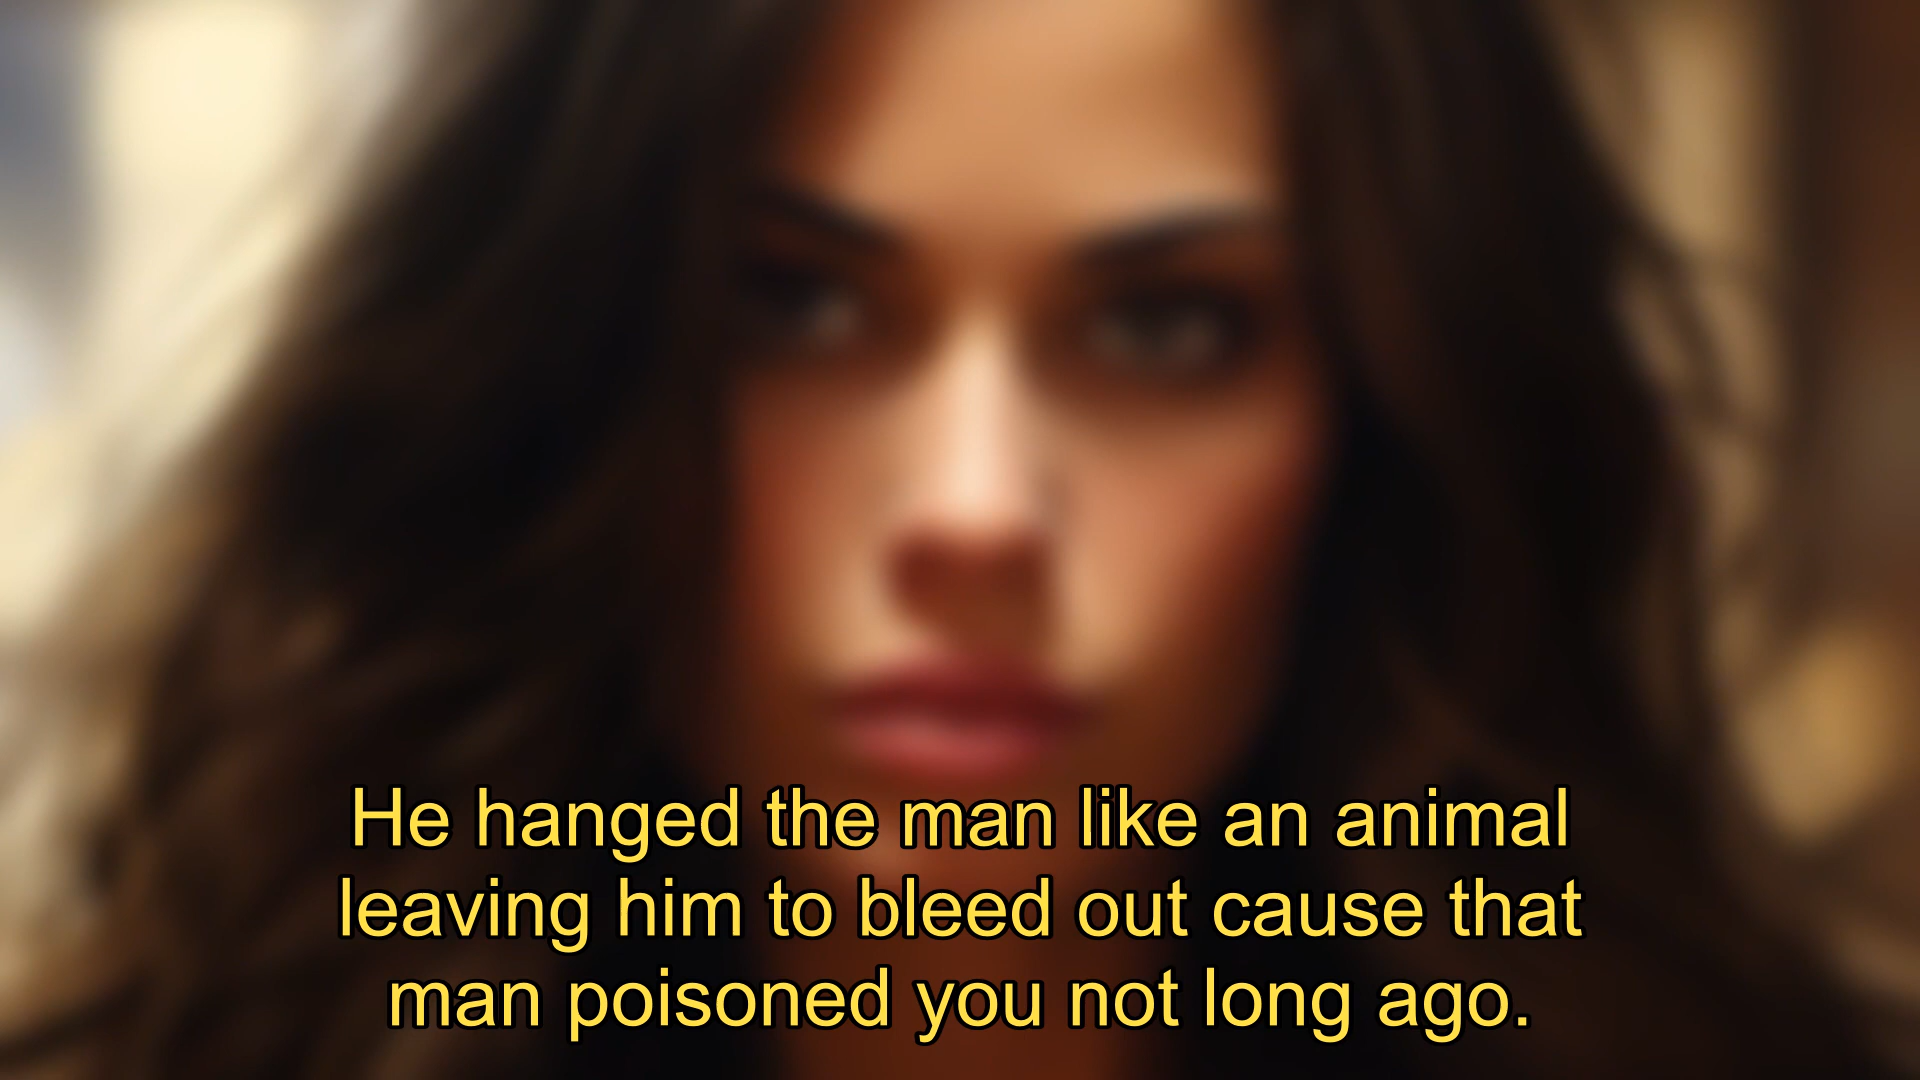 He hanged the man like an animal
leaving him to bleed out cause that
man poisoned you not long ago.